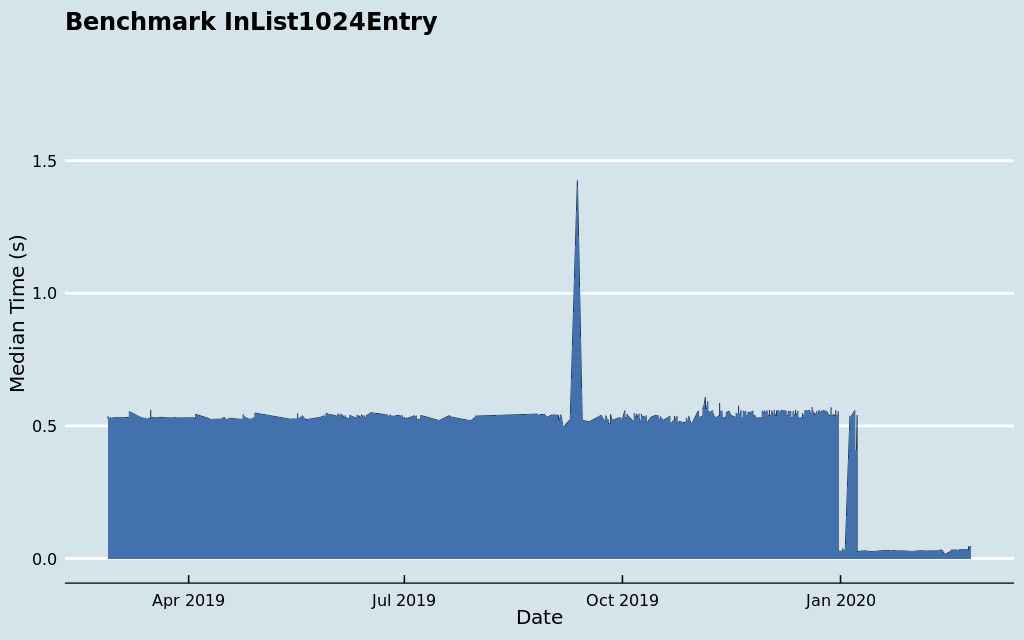 Benchmark InList1024Entry
Median Time (s)
1.5
1.0
0.5
0.0
Apr 2019
Jul 2019
Oct 2019
Jan 2020
Date